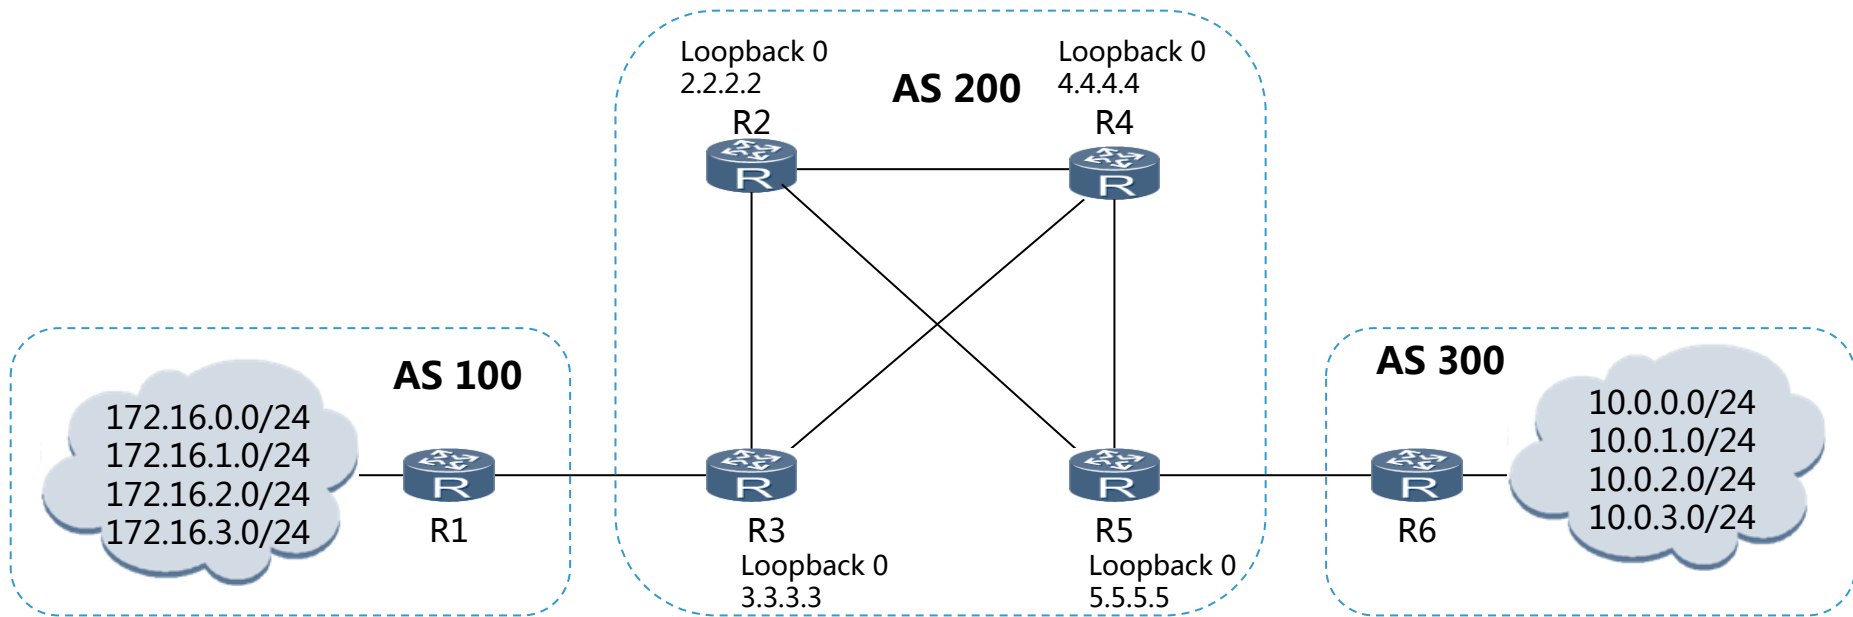 Loopback 0
2.2.2.2
R2
AS 200
Loopback 0
4.4.4.4
R4
R
R
AS 100
172.16.0.0/24
172.16.1.0/24
172.16.2.0/24
172.16.3.0/24
R
R1
R
R3
Loopback 0
3.3.3.3
R
R5
Loopback 0
5.5.5.5
AS 300
R
R6
10.0.0.0/24
10.0.1.0/24
10.0.2.0/24
10.0.3.0/24